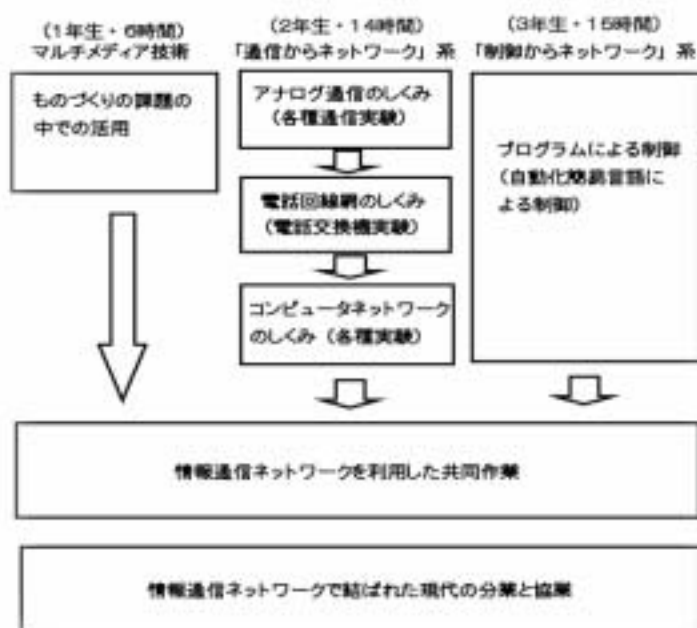 (1年生・6時間)
マルチメディア技術
ものづくりの課題の
中での活用
(2年生・14時間)
「通信からネットワーク」系
アナログ通信のしくみ
(各種通信実験)
電話回線網のしくみ
(電話交換機実験)
コンピュータネットワーク
のしくみ(各種実験)
(3年生・15時間)
「制御からネットワーク」系
プログラムによる制御
(自動化簡易言語に
よる制御)
情報通信ネットワークを利用した共同作業
情報通信ネットワークで結ばれた現代の分業と協業